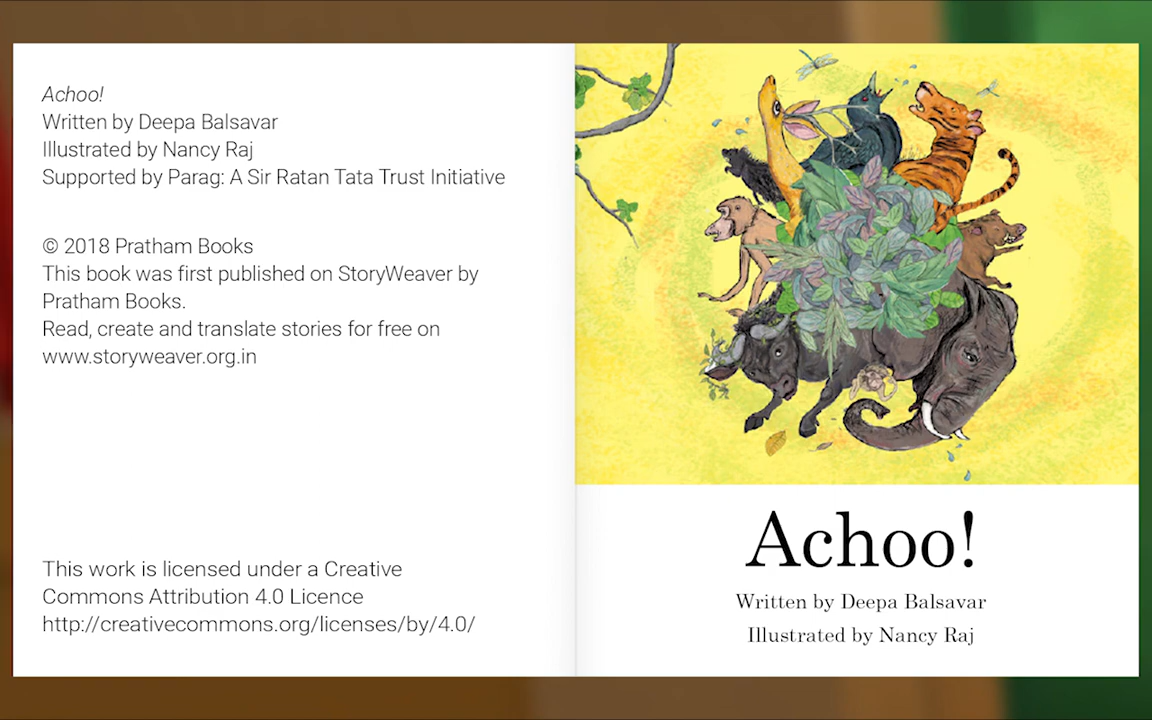 Achoo!
Written by Deepa Balsavar
Illustrated by Nancy Raj
Supported by Parag: A Sir Ratan Tata Trust Initiative
© 2018 Pratham Books
This book was first published on StoryWeaver by
Pratham Books.
Read, create and translate stories for free on
www.storyweaver.org.in
This work is licensed under a Creative
Commons Attribution 4.0 Licence
http://creativecommons.org/licenses/by/4.0/
Achoo!
Written by Deepa Balsavar
Illustrated by Nancy Raj